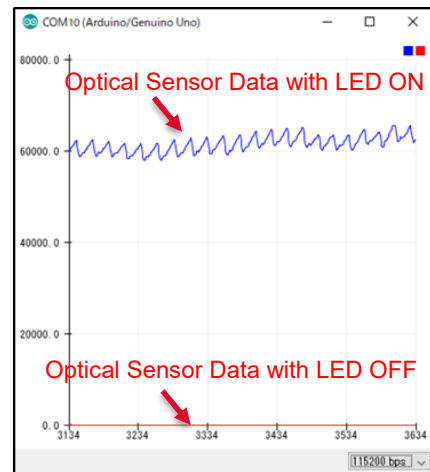 COM10 (Arduino/Genuino Uno)
80000. 0
Optical Sensor Data with LED ON
60000. 0
40000. 0
20000. 0
Optical Sensor Data with LED OFF
0. 0
3134 3234 3334 3434 3534 3634
115200 bps